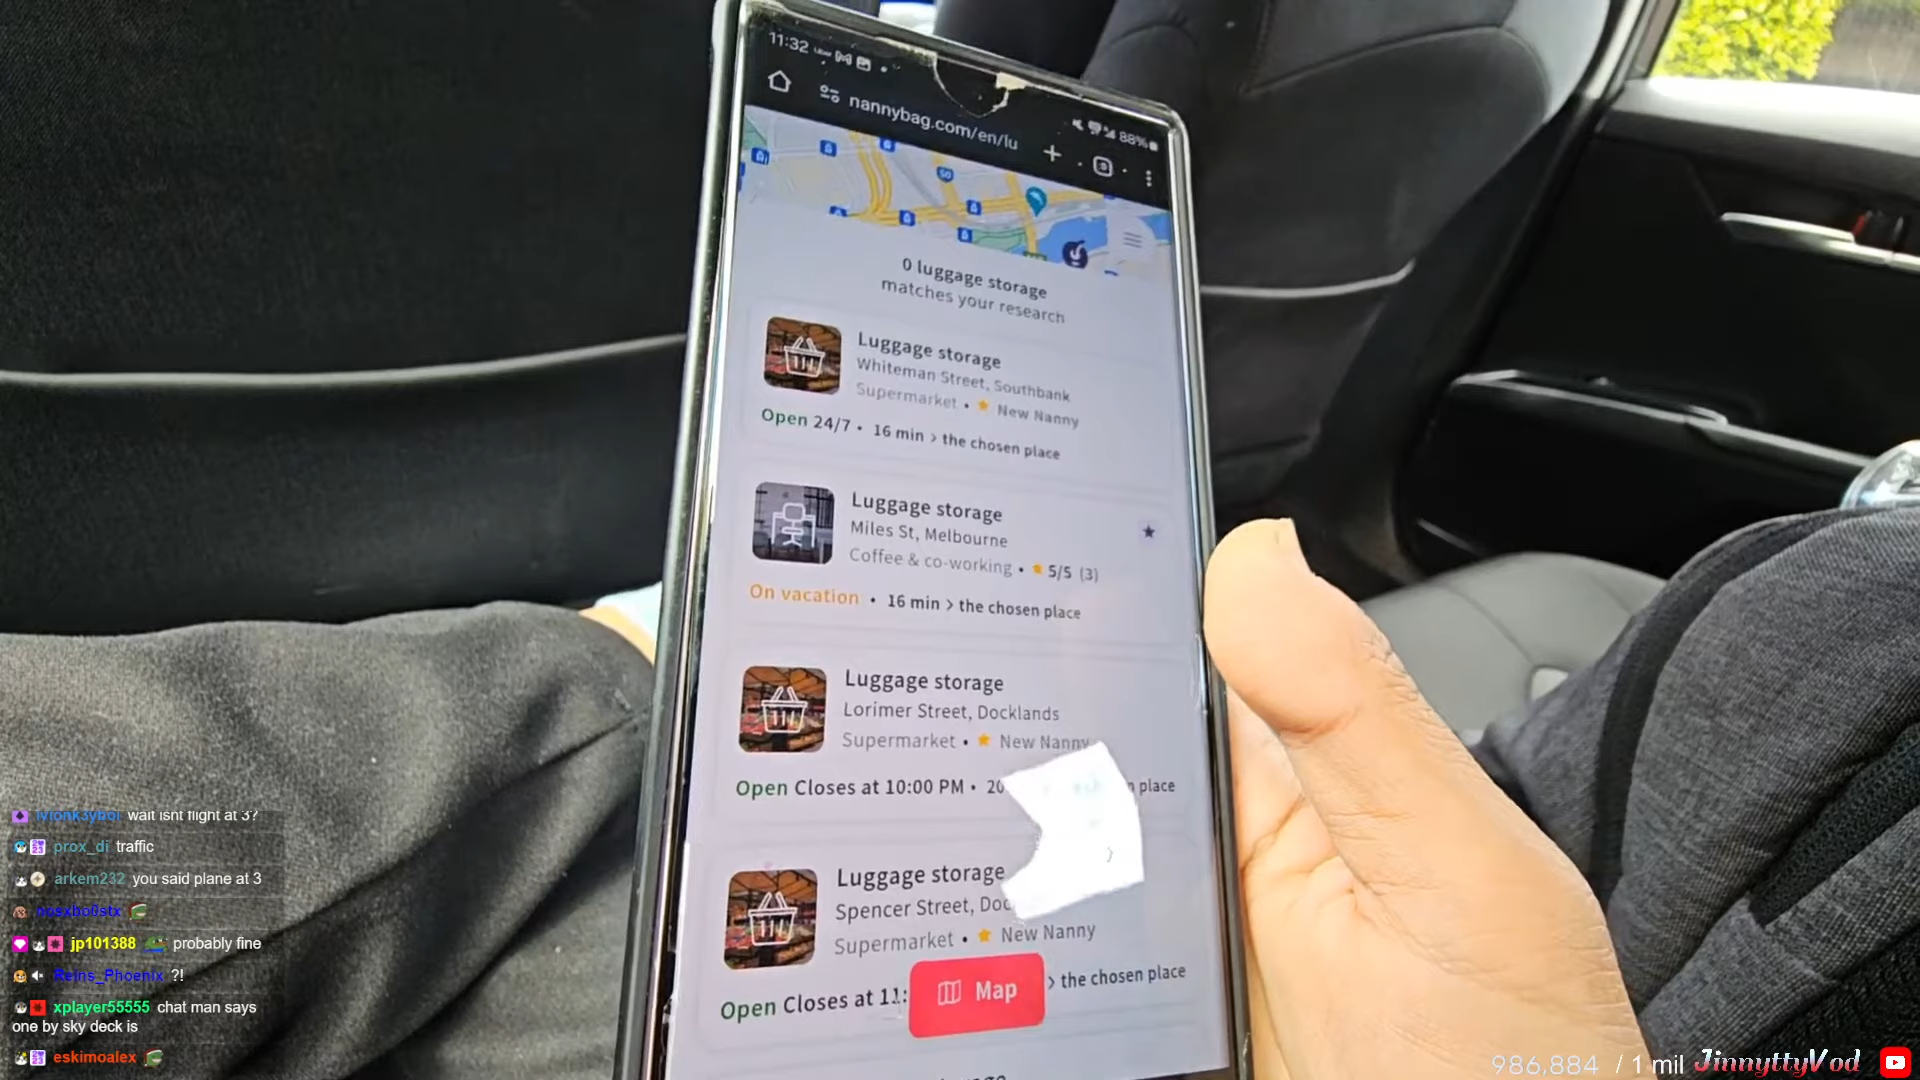 11:32
88%
nannybag.com/en/lu
0 luggage storage
matches your research
Luggage storage
Whiteman Street, Southbank
Supermarket • ★ New Nanny
Open 24/7 • 16 min > the chosen place
Luggage storage
Miles St, Melbourne
Coffee & co-working • ★ 5/5 (3)
On vacation • 16 min > the chosen place
Luggage storage
Lorimer Street, Docklands
Supermarket • ★ New Nanny
Open Closes at 10:00 PM • 20 place
Luggage storage
Spencer Street, Doc
Supermarket • ★ New Nanny
Open Closes at 11: > the chosen place
Map
wait isnt flight at 3?
prox_di traffic
arkem232 you said plane at 3
jp101388 probably fine
Reins_Phoenix ?!
xplayer55555 chat man says
one by sky deck is
eskimoalex
986,884 / 1 mil JinnyttyVod